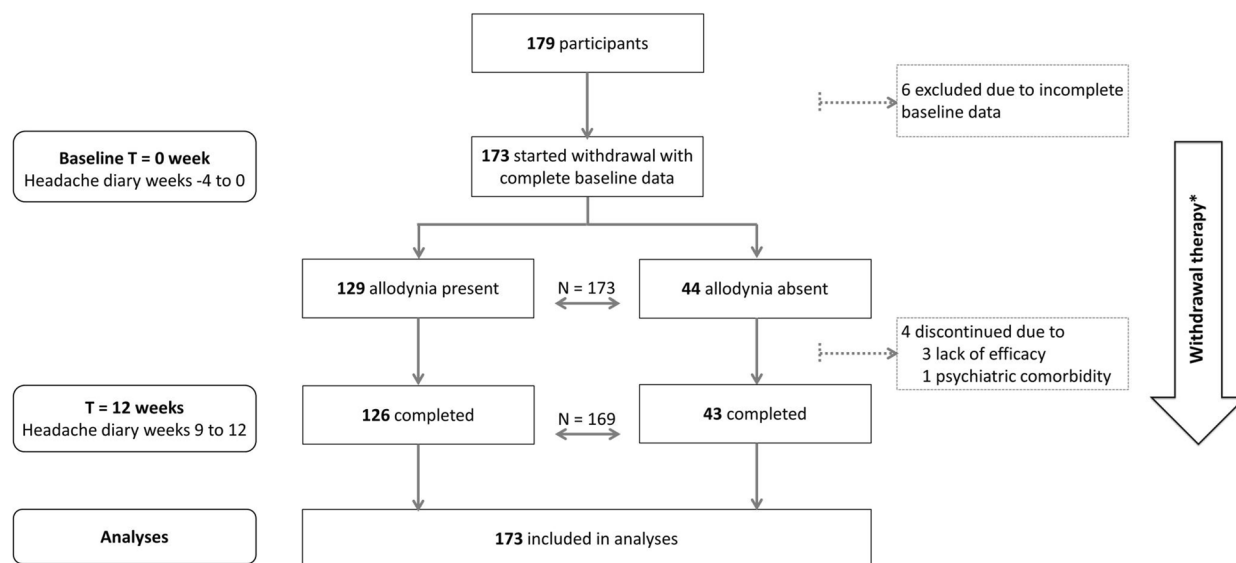 179 participants
6 excluded due to incomplete
baseline data
Baseline T = 0 week
Headache diary weeks -4 to 0
173 started withdrawal with
complete baseline data
Withdrawal therapy*
129 allodynia present
N = 173
44 allodynia absent
4 discontinued due to
3 lack of efficacy
1 psychiatric comorbidity
T = 12 weeks
Headache diary weeks 9 to 12
126 completed
N = 169
43 completed
Analyses
173 included in analyses